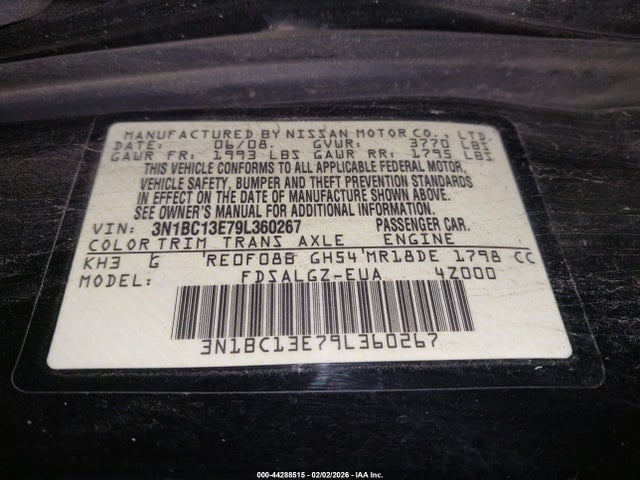 MANUFACTURED BY NISSAN MOTOR CO., LTD.
DATE: 06/08. GVWR: 3770 LBS
GAWR FR: 1993 LBS GAWR RR: 1795 LBS
THIS VEHICLE CONFORMS TO ALL APPLICABLE FEDERAL MOTOR
VEHICLE SAFETY, BUMPER AND THEFT PREVENTION STANDARDS
IN EFFECT ON THE DATE OF MANUFACTURE SHOWN ABOVE.
SEE OWNER'S MANUAL FOR ADDITIONAL INFORMATION.
VIN: 3N1BC13E79L360267 PASSENGER CAR.
COLOR TRIM TRANS AXLE ENGINE
KH3 G RE0F08B GH54 MR18DE 1798 CC
MODEL: FDSALGZ-EUA 4Z000
3N1BC13E79L360267
000-44288515 - 02/02/2026 - IAA Inc.